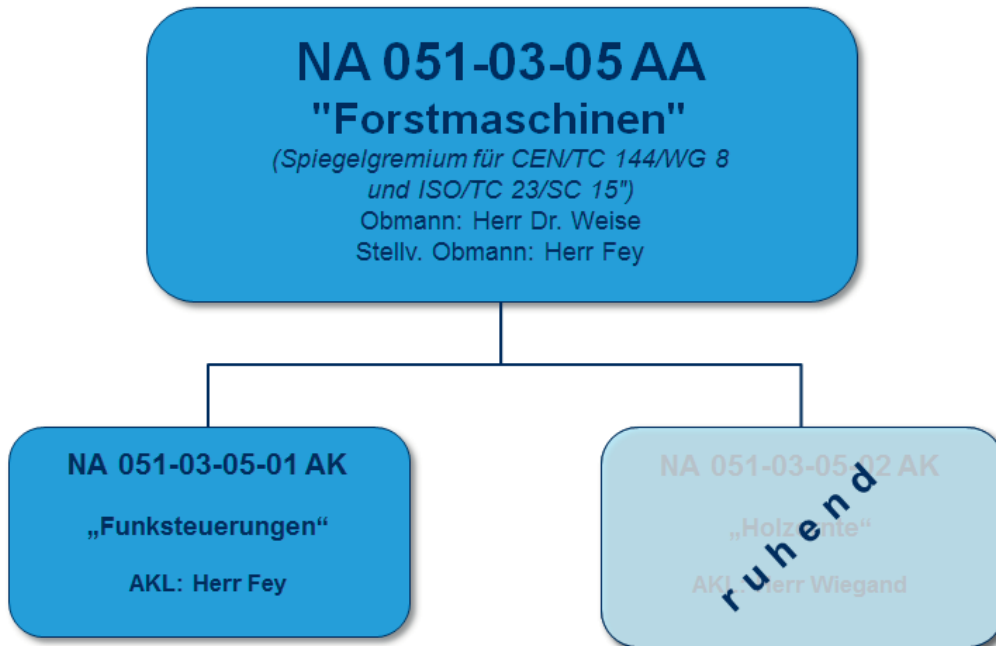 NA 051-03-05 AA
"Forstmaschinen"
(Spiegelgremium für CEN/TC 144/WG 8
und ISO/TC 23/SC 15")
Obmann: Herr Dr. Weise
Stellv. Obmann: Herr Fey
NA 051-03-05-01 AK
„Funksteuerungen“
AKL: Herr Fey
NA 051-03-05-02 AK
„Holzernte“
AKL: Herr Wiegand
ruhend